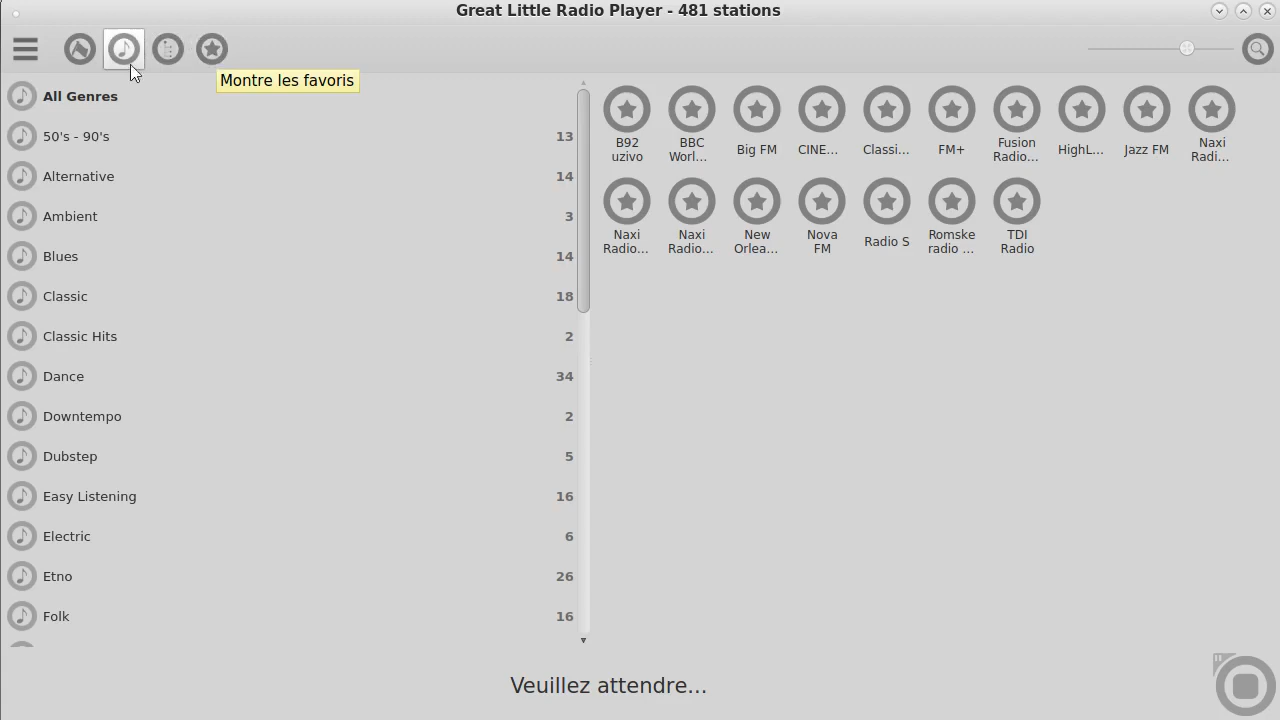 Great Little Radio Player - 481 stations
Montre les favoris
All Genres
50's - 90's 13
Alternative 14
Ambient 3
Blues 14
Classic 18
Classic Hits 2
Dance 34
Downtempo 2
Dubstep 5
Easy Listening 16
Electric 6
Etno 26
Folk 16
B92 uzivo
BBC Worl...
Big FM
CINE...
Classi...
FM+
Fusion Radio...
HighL...
Jazz FM
Naxi Radi...
Naxi Radio...
Naxi Radio...
New Orlea...
Nova FM
Radio S
Romske radio ...
TDI Radio
Veuillez attendre...